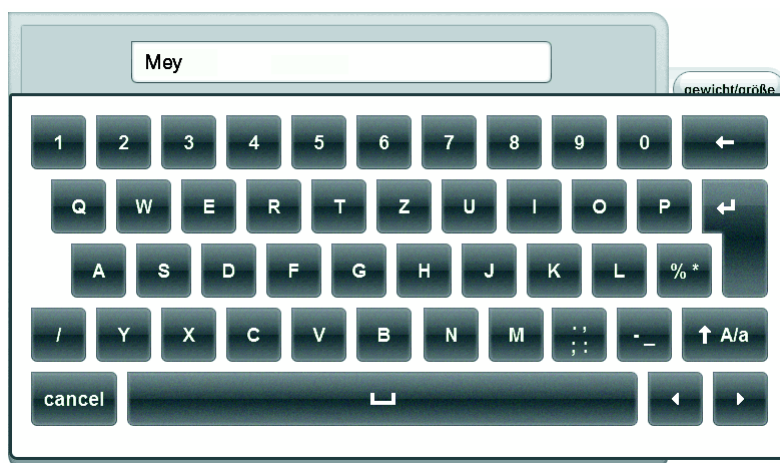 Mey
gewicht/größe
1 2 3 4 5 6 7 8 9 0 ←
Q W E R T Z U I O P ↵
A S D F G H J K L % *
/ Y X C V B N M . , ; : - _ ↑ A/a
cancel